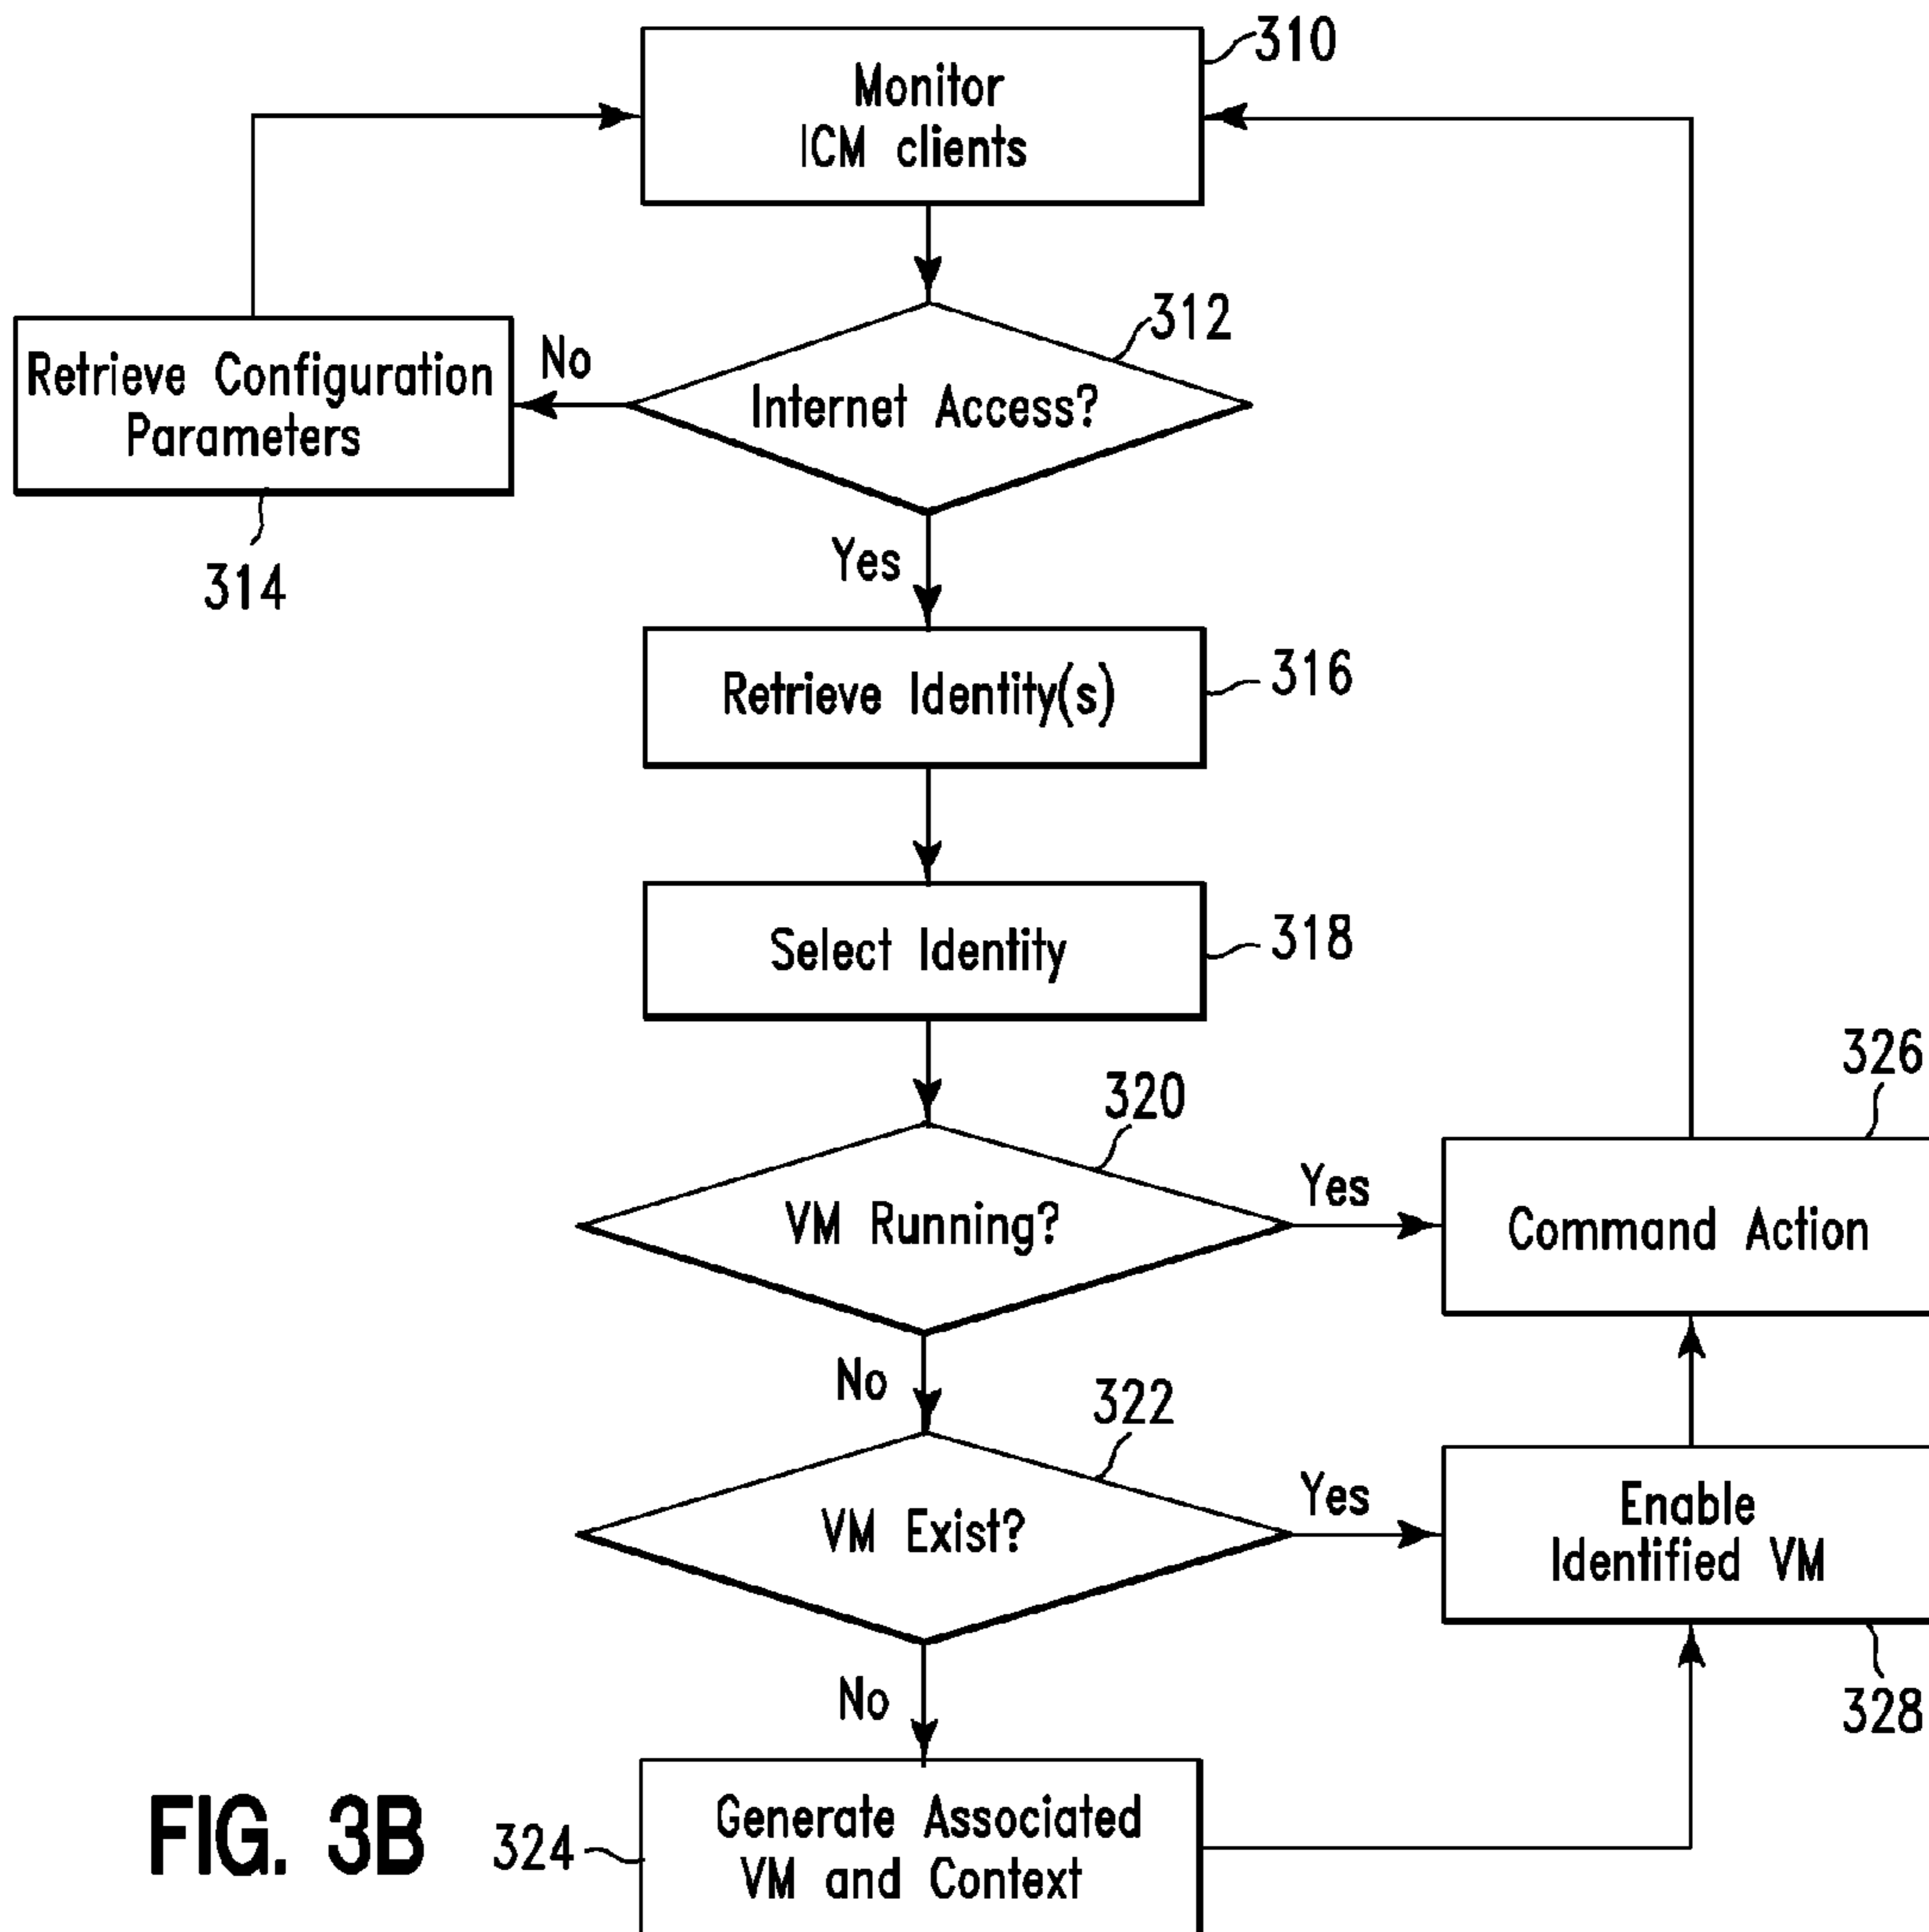 310
Monitor
ICM clients
312
Internet Access?
No
Retrieve Configuration
Parameters
314
Yes
Retrieve Identity(s)
316
Select Identity
318
320
VM Running?
Yes
326
Command Action
No
322
VM Exist?
Yes
Enable
Identified VM
328
No
Generate Associated
VM and Context
324
FIG. 3B